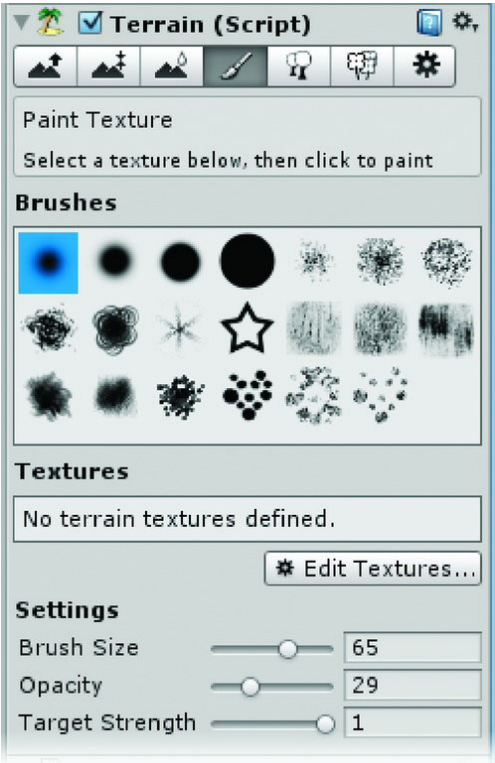 Terrain (Script)
Paint Texture
Select a texture below, then click to paint
Brushes
Textures
No terrain textures defined.
Edit Textures...
Settings
Brush Size 65
Opacity 29
Target Strength 1